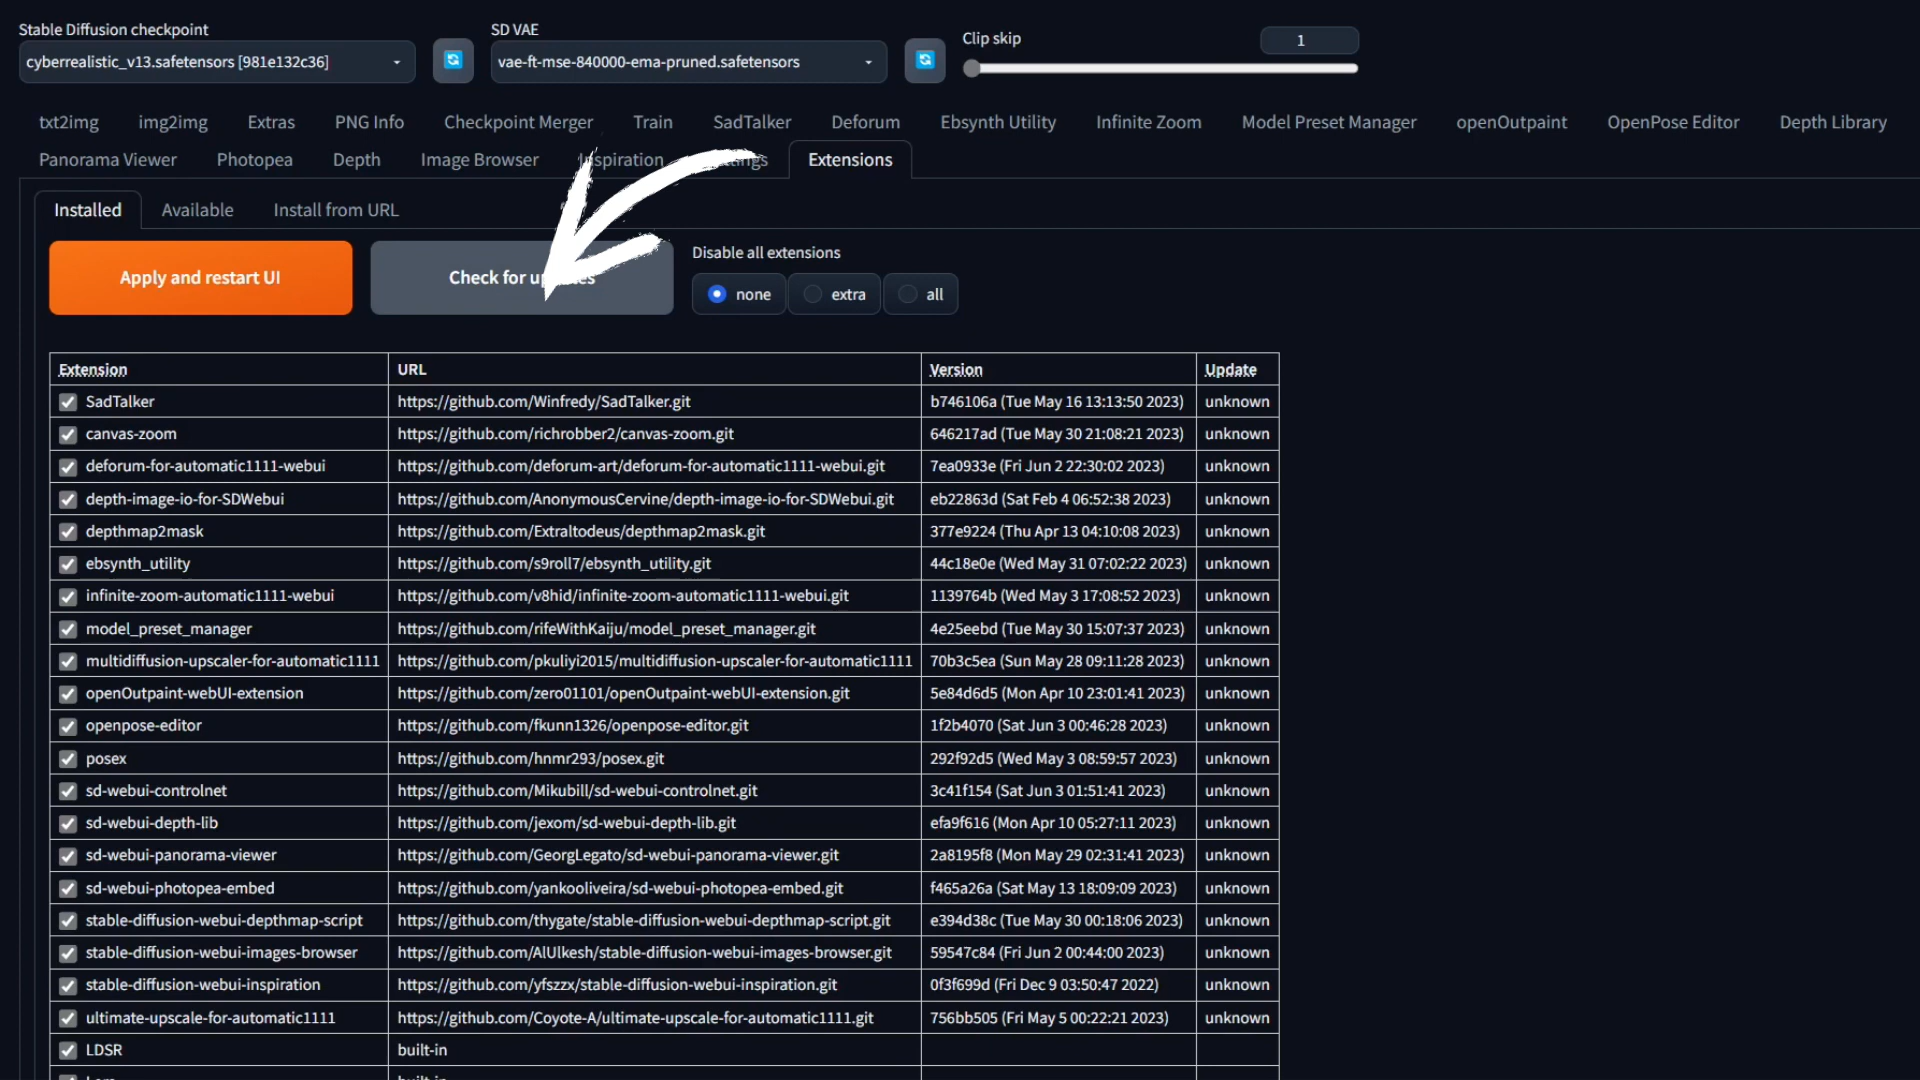 Stable Diffusion checkpoint
SD VAE
Clip skip
1
cyberrealistic_v13.safetensors [981e132c36]
vae-ft-mse-840000-ema-pruned.safetensors
txt2img img2img Extras PNG Info Checkpoint Merger Train SadTalker Deforum Ebsynth Utility Infinite Zoom Model Preset Manager openOutpaint OpenPose Editor Depth Library
Panorama Viewer Photopea Depth Image Browser Inspiration Extensions
Installed Available Install from URL
Apply and restart UI
Check for
Disable all extensions
none extra all
Extension URL Version Update
SadTalker https://github.com/Winfredy/SadTalker.git b746106a (Tue May 16 13:13:50 2023) unknown
canvas-zoom https://github.com/richrobber2/canvas-zoom.git 646217ad (Tue May 30 21:08:21 2023) unknown
deforum-for-automatic1111-webui https://github.com/deforum-art/deforum-for-automatic1111-webui.git 7ea0933e (Fri Jun 2 22:30:02 2023) unknown
depth-image-io-for-SDWebui https://github.com/AnonymousCervine/depth-image-io-for-SDWebui.git eb22863d (Sat Feb 4 06:52:38 2023) unknown
depthmap2mask https://github.com/Extraltodeus/depthmap2mask.git 377e9224 (Thu Apr 13 04:10:08 2023) unknown
ebsynth_utility https://github.com/s9roll7/ebsynth_utility.git 44c18e0e (Wed May 31 07:02:22 2023) unknown
infinite-zoom-automatic1111-webui https://github.com/v8hid/infinite-zoom-automatic1111-webui.git 1139764b (Wed May 3 17:08:52 2023) unknown
model_preset_manager https://github.com/rifeWithKaiju/model_preset_manager.git 4e25eebd (Tue May 30 15:07:37 2023) unknown
multidiffusion-upscaler-for-automatic1111 https://github.com/pkuliyi2015/multidiffusion-upscaler-for-automatic1111 70b3c5ea (Sun May 28 09:11:28 2023) unknown
openOutpaint-webUI-extension https://github.com/zero01101/openOutpaint-webUI-extension.git 5e84d6d5 (Mon Apr 10 23:01:41 2023) unknown
openpose-editor https://github.com/fkunn1326/openpose-editor.git 1f2b4070 (Sat Jun 3 00:46:28 2023) unknown
posex https://github.com/hnmr293/posex.git 292f92d5 (Wed May 3 08:59:57 2023) unknown
sd-webui-controlnet https://github.com/Mikubill/sd-webui-controlnet.git 3c41f154 (Sat Jun 3 01:51:41 2023) unknown
sd-webui-depth-lib https://github.com/jexom/sd-webui-depth-lib.git efa9f616 (Mon Apr 10 05:27:11 2023) unknown
sd-webui-panorama-viewer https://github.com/GeorgLegato/sd-webui-panorama-viewer.git 2a8195f8 (Mon May 29 02:31:41 2023) unknown
sd-webui-photopea-embed https://github.com/yankooliveira/sd-webui-photopea-embed.git f465a26a (Sat May 13 18:09:09 2023) unknown
stable-diffusion-webui-depthmap-script https://github.com/thygate/stable-diffusion-webui-depthmap-script.git e394d38c (Tue May 30 00:18:06 2023) unknown
stable-diffusion-webui-images-browser https://github.com/AlUlkesh/stable-diffusion-webui-images-browser.git 59547c84 (Fri Jun 2 00:44:00 2023) unknown
stable-diffusion-webui-inspiration https://github.com/yfszzx/stable-diffusion-webui-inspiration.git 0f3f699d (Fri Dec 9 03:50:47 2022) unknown
ultimate-upscale-for-automatic1111 https://github.com/Coyote-A/ultimate-upscale-for-automatic1111.git 756bb505 (Fri May 5 00:22:21 2023) unknown
LDSR built-in